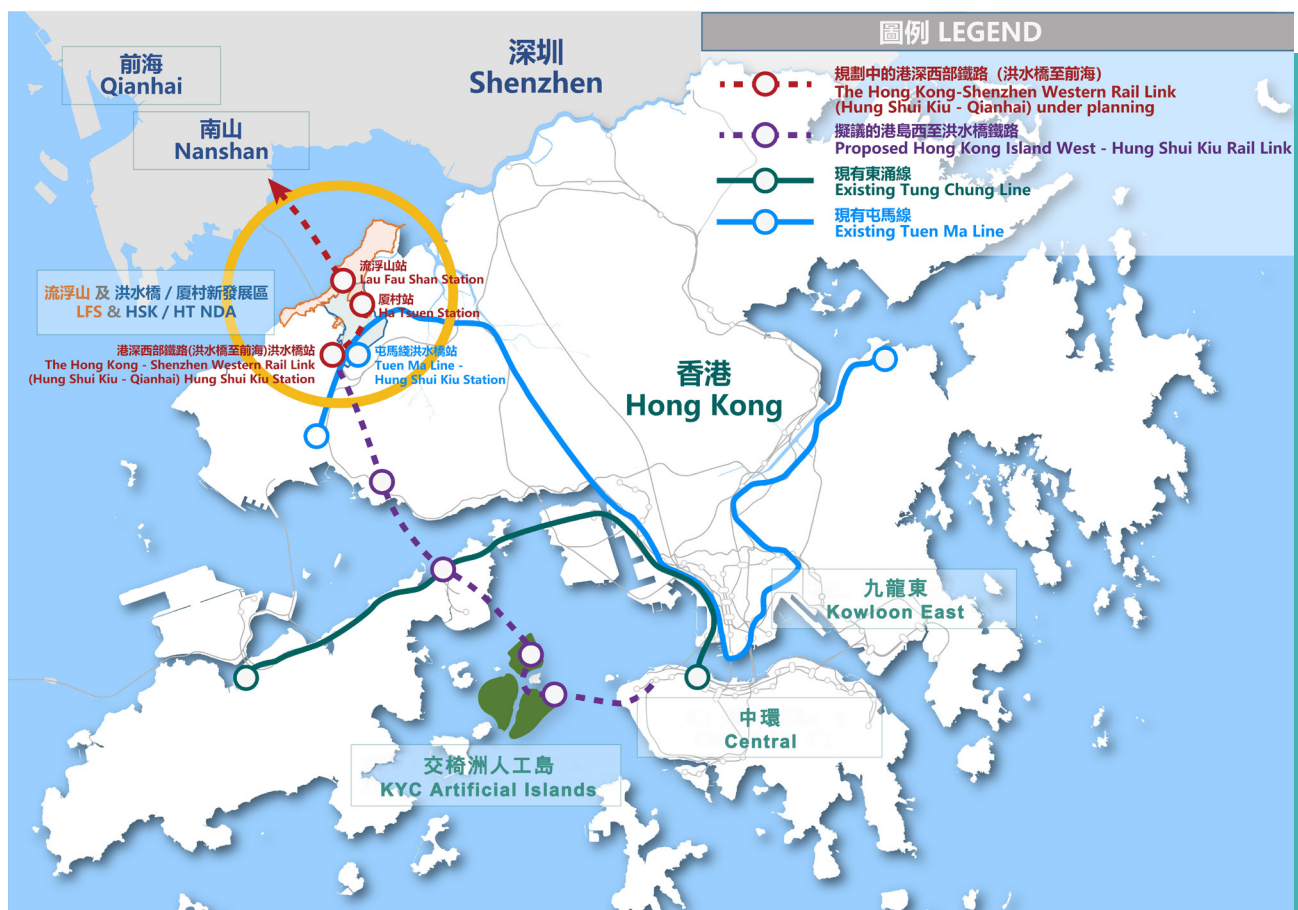 圖例 LEGEND
規劃中的港深西部鐵路 (洪水橋至前海)
The Hong Kong-Shenzhen Western Rail Link
(Hung Shui Kiu - Qianhai) under planning
擬議的港島西至洪水橋鐵路
Proposed Hong Kong Island West - Hung Shui Kiu Rail Link
現有東涌線
Existing Tung Chung Line
現有屯馬線
Existing Tuen Ma Line
前海
Qianhai
深圳
Shenzhen
南山
Nanshan
流浮山站
Lau Fau Shan Station
厦村站
Ha Tsuen Station
流浮山 及 洪水橋 / 厦村新發展區
LFS & HSK / HT NDA
港深西部鐵路(洪水橋至前海)洪水橋站
The Hong Kong - Shenzhen Western Rail Link
(Hung Shui Kiu - Qianhai) Hung Shui Kiu Station
屯馬綫洪水橋站
Tuen Ma Line -
Hung Shui Kiu Station
香港
Hong Kong
九龍東
Kowloon East
中環
Central
交椅洲人工島
KYC Artificial Islands